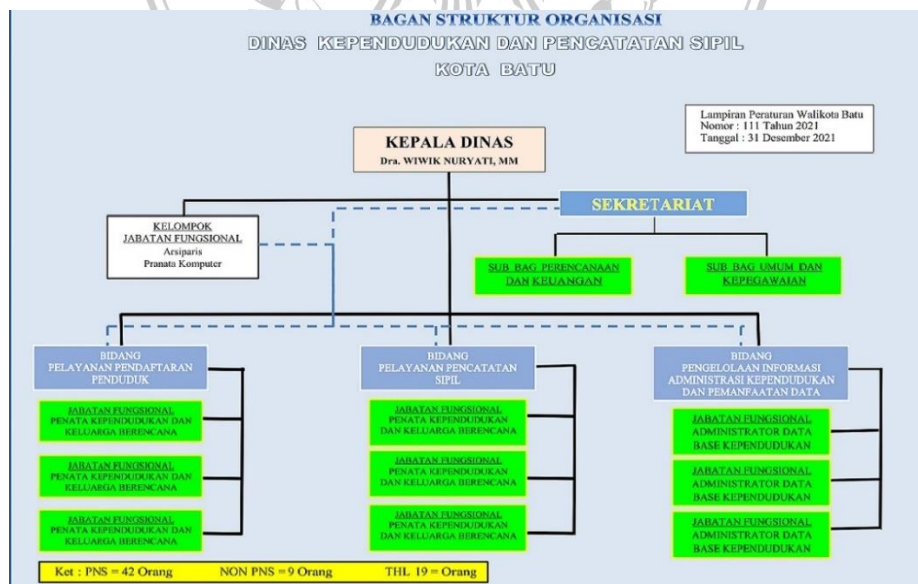 BAGAN STRUKTUR ORGANISASI
DINAS KEPENDUDUKAN DAN PENCATATAN SIPIL
KOTA BATU
Lampiran Peraturan Walikota Batu
Nomor : 111 Tahun 2021
Tanggal : 31 Desember 2021
KEPALA DINAS
Dra. WIWIK NURYATI, MM
SEKRETARIAT
KELOMPOK
JABATAN FUNGSIONAL
Arsiparis
Pranata Komputer
SUB BAG PERENCANAAN
DAN KEUANGAN
SUB BAG UMUM DAN
KEPEGAWAIAN
BIDANG
PELAYANAN PENDAFTARAN
PENDUDUK
JABATAN FUNGSIONAL
PENATA KEPENDUDUKAN DAN
KELUARGA BERENCANA
JABATAN FUNGSIONAL
PENATA KEPENDUDUKAN DAN
KELUARGA BERENCANA
JABATAN FUNGSIONAL
PENATA KEPENDUDUKAN DAN
KELUARGA BERENCANA
BIDANG
PELAYANAN PENCATATAN
SIPIL
JABATAN FUNGSIONAL
PENATA KEPENDUDUKAN
DAN KELUARGA BERENCANA
JABATAN FUNGSIONAL
PENATA KEPENDUDUKAN
DAN KELUARGA BERENCANA
JABATAN FUNGSIONAL
PENATA KEPENDUDUKAN
DAN KELUARGA BERENCANA
BIDANG
PENGELOLAAN INFORMASI
ADMINISTRASI KEPENDUDUKAN
DAN PEMANFAATAN DATA
JABATAN FUNGSIONAL
ADMINISTRATOR DATA
BASE KEPENDUDUKAN
JABATAN FUNGSIONAL
ADMINISTRATOR DATA
BASE KEPENDUDUKAN
JABATAN FUNGSIONAL
ADMINISTRATOR DATA
BASE KEPENDUDUKAN
Ket : PNS = 42 Orang NON PNS = 9 Orang THL 19 = Orang